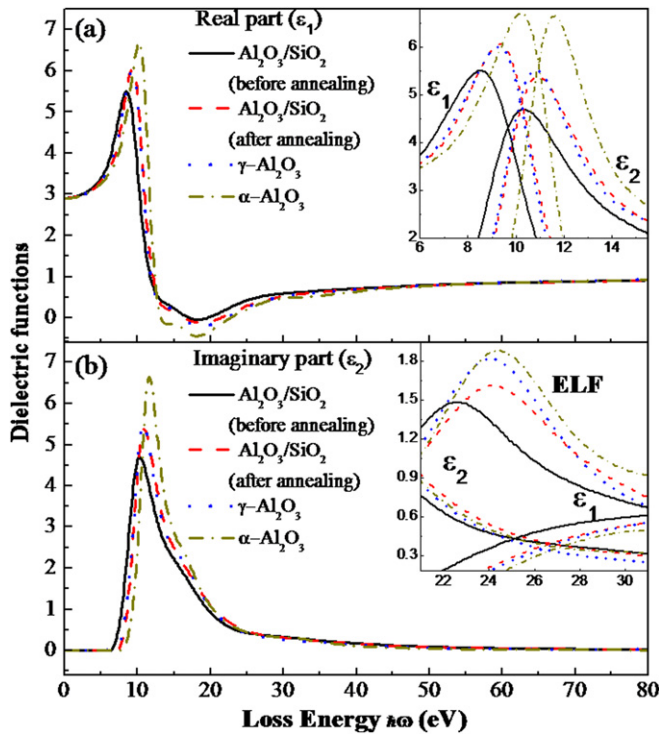 (a)
Real part (ε₁)
Al₂O₃/SiO₂
(before annealing)
Al₂O₃/SiO₂
(after annealing)
γ-Al₂O₃
α-Al₂O₃
7
6
5
4
3
2
1
0
ε₁
ε₂
6
5
4
3
2
6 8 10 12 14
(b)
Imaginary part (ε₂)
Al₂O₃/SiO₂
(before annealing)
Al₂O₃/SiO₂
(after annealing)
γ-Al₂O₃
α-Al₂O₃
7
6
5
4
3
2
1
0
ELF
ε₂
ε₁
1.8
1.5
1.2
0.9
0.6
0.3
22 24 26 28 30
0 10 20 30 40 50 60 70 80
Dielectric functions
Loss Energy ℏω (eV)